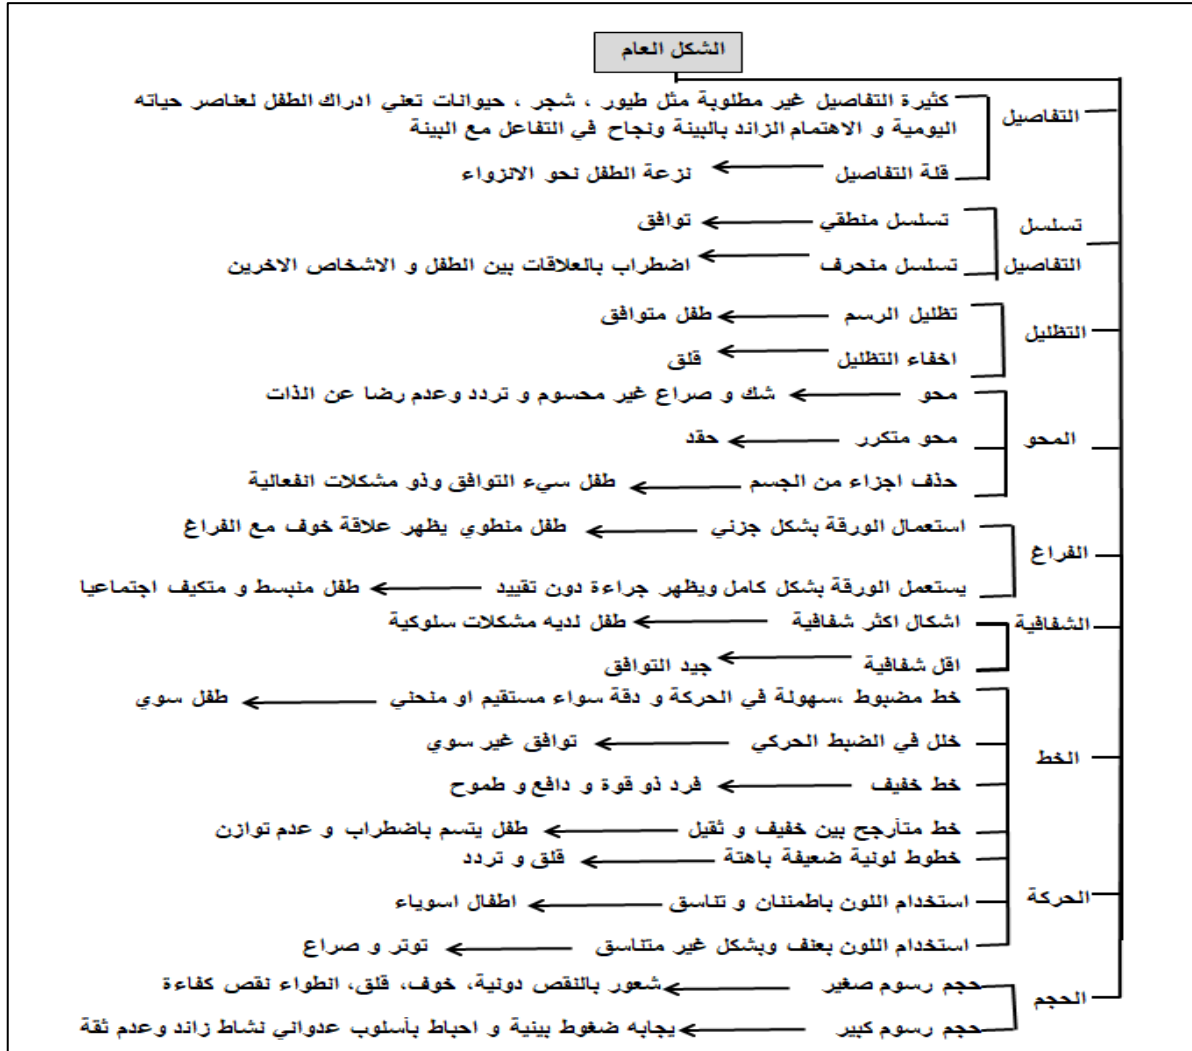 الشكل العام
التفاصيل
كثيرة التفاصيل غير مطلوبة مثل طيور ، شجر ، حيوانات تعني ادراك الطفل لعناصر حياته
اليومية و الاهتمام الزائد بالبيئة ونجاح في التفاعل مع البيئة
قلة التفاصيل نزعة الطفل نحو الانزواء
تسلسل
التفاصيل
تسلسل منطقي توافق
تسلسل منحرف اضطراب بالعلاقات بين الطفل و الاشخاص الاخرين
التظليل
تظليل الرسم طفل متوافق
اخفاء التظليل قلق
المحو
محو شك و صراع غير محسوم و تردد وعدم رضا عن الذات
محو متكرر حقد
حذف اجزاء من الجسم طفل سيء التوافق وذو مشكلات انفعالية
الفراغ
استعمال الورقة بشكل جزئي طفل منطوي يظهر علاقة خوف مع الفراغ
يستعمل الورقة بشكل كامل ويظهر جراءة دون تقييد طفل منبسط و متكيف اجتماعيا
الشفافية
اشكال اكثر شفافية طفل لديه مشكلات سلوكية
اقل شفافية جيد التوافق
الخط
خط مضبوط ،سهولة في الحركة و دقة سواء مستقيم او منحني طفل سوي
خلل في الضبط الحركي توافق غير سوي
خط خفيف فرد ذو قوة و دافع و طموح
خط متأرجح بين خفيف و ثقيل طفل يتسم باضطراب و عدم توازن
خطوط لونية ضعيفة باهتة قلق و تردد
الحركة
استخدام اللون باطمئنان و تناسق اطفال اسوياء
استخدام اللون بعنف وبشكل غير متناسق توتر و صراع
الحجم
حجم رسوم صغير شعور بالنقص دونية، خوف، قلق، انطواء نقص كفاءة
حجم رسوم كبير يجابه ضغوط بيئية و احباط بأسلوب عدواني نشاط زائد وعدم ثقة